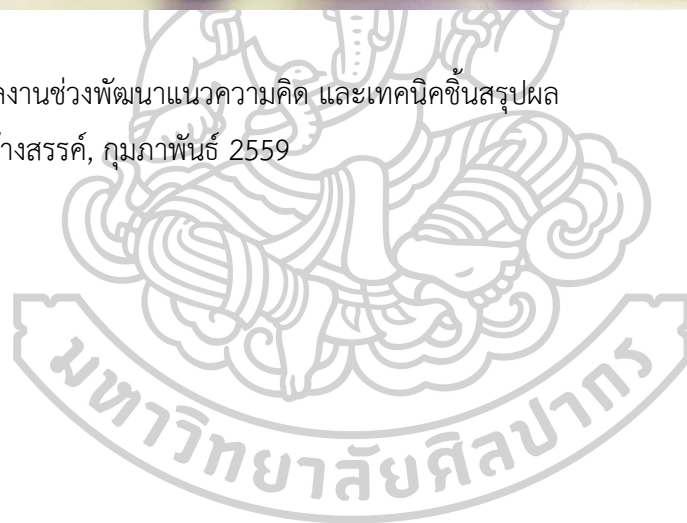 งานช่วงพัฒนาแนวความคิด และเทคนิคชิ้นสรุปผล
างสรรค์, กุมภาพันธ์ 2559
มหาวิทยาลัยศิลปากร